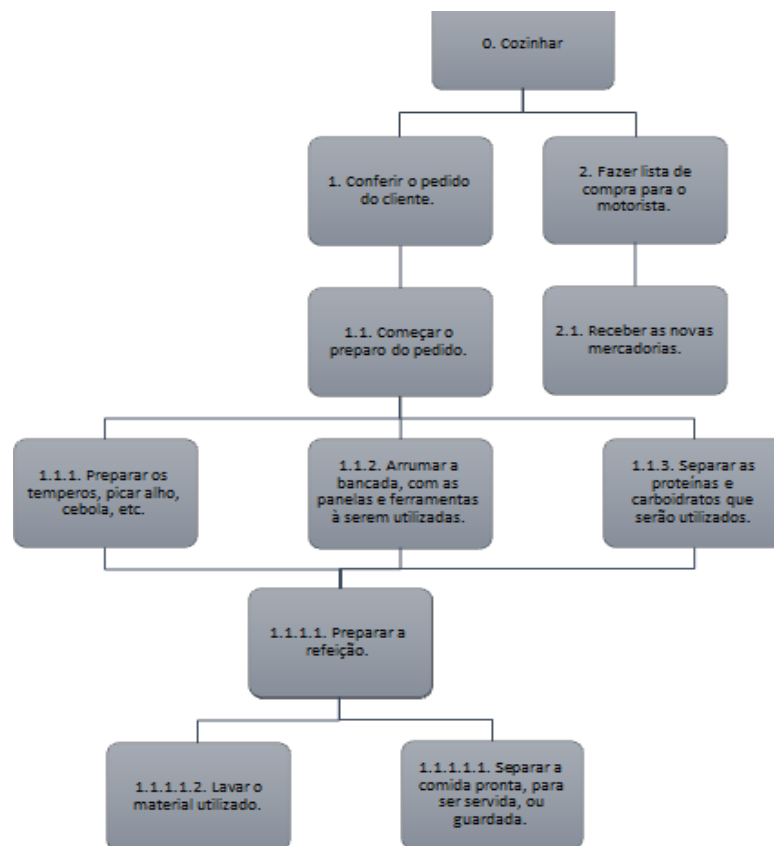 0. Cozinhar
1. Conferir o pedido
do cliente.
2. Fazer lista de
compra para o
motorista.
1.1. Começar o
preparo do pedido.
2.1. Receber as novas
mercadorias.
1.1.1. Preparar os
temperos, picar alho,
cebola, etc.
1.1.2. Arrumar a
bancada, com as
panelas e ferramentas
à serem utilizadas.
1.1.3. Separar as
proteínas e
carboidratos que
serão utilizados.
1.1.1.1. Preparar a
refeição.
1.1.1.1.2. Lavar o
material utilizado.
1.1.1.1.1. Separar a
comida pronta, para
ser servida, ou
guardada.